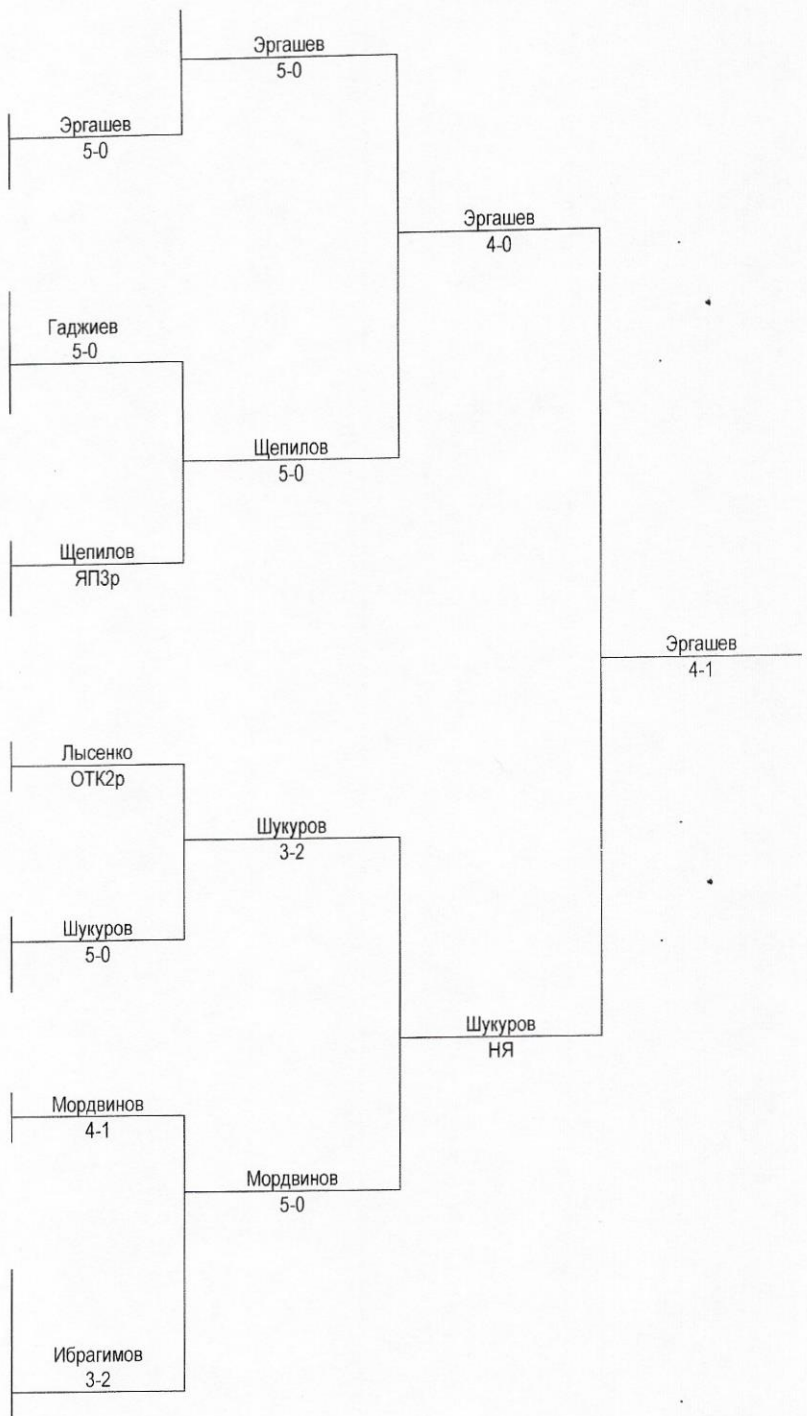 Эргашев
5-0
Эргашев
5-0
Эргашев
4-0
Гаджиев
5-0
Щепилов
5-0
Щепилов
ЯП3р
Эргашев
4-1
Лысенко
ОТК2р
Шукуров
3-2
Шукуров
5-0
Шукуров
НЯ
Мордвинов
4-1
Мордвинов
5-0
Ибрагимов
3-2